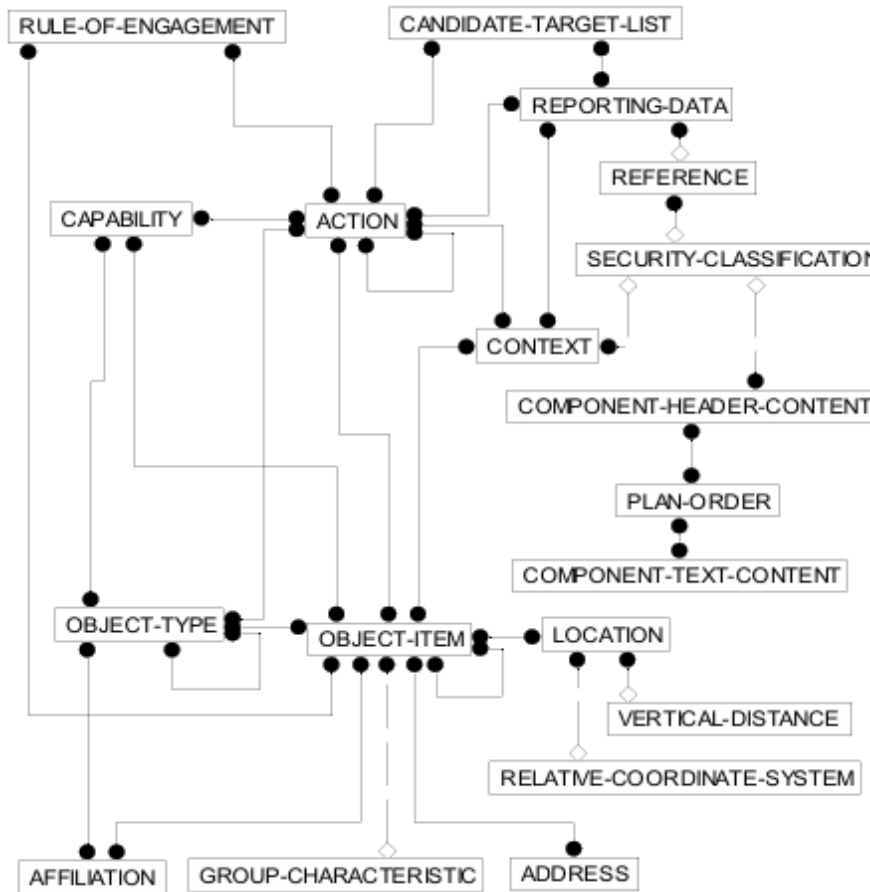 RULE-OF-ENGAGEMENT
CANDIDATE-TARGET-LIST
REPORTING-DATA
REFERENCE
CAPABILITY
ACTION
SECURITY-CLASSIFICATION
CONTEXT
COMPONENT-HEADER-CONTENT
PLAN-ORDER
COMPONENT-TEXT-CONTENT
OBJECT-TYPE
OBJECT-ITEM
LOCATION
VERTICAL-DISTANCE
RELATIVE-COORDINATE-SYSTEM
AFFILIATION
GROUP-CHARACTERISTIC
ADDRESS